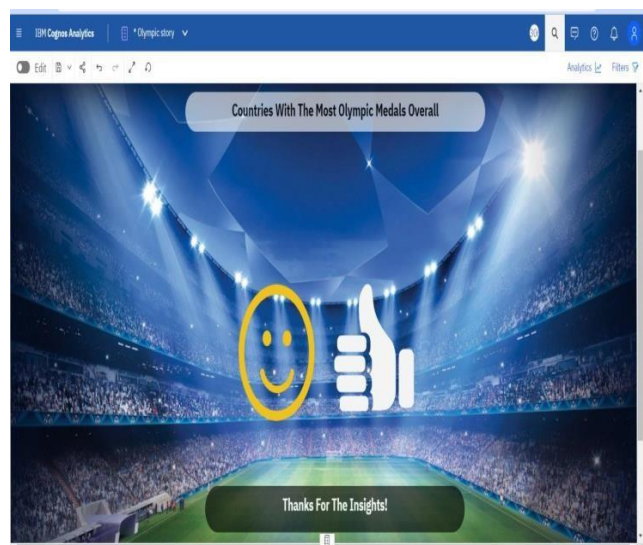 IBM Cognos Analytics
* Olympic story
Edit
Analytics
Filters
Countries With The Most Olympic Medals Overall
Thanks For The Insights!